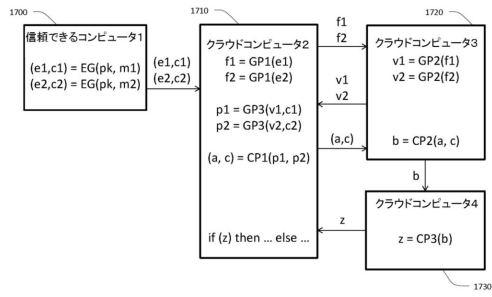 1700
信頼できるコンピュータ1
(e1,c1) = EG(pk, m1)
(e2,c2) = EG(pk, m2)
(e1,c1)
(e2,c2)
1710
クラウドコンピュータ2
f1 = GP1(e1)
f2 = GP1(e2)
p1 = GP3(v1,c1)
p2 = GP3(v2,c2)
(a, c) = CP1(p1, p2)
if (z) then ... else ...
f1
f2
v1
v2
(a,c)
1720
クラウドコンピュータ3
v1 = GP2(f1)
v2 = GP2(f2)
b = CP2(a, c)
b
z
クラウドコンピュータ4
z = CP3(b)
1730